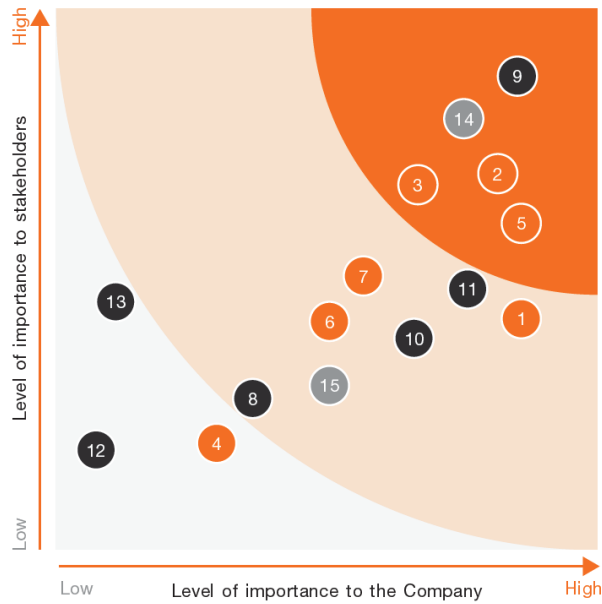 High
Level of importance to stakeholders
Low
9
14
2
3
5
7
11
13
1
6
10
15
8
4
12
Low
Level of importance to the Company
High